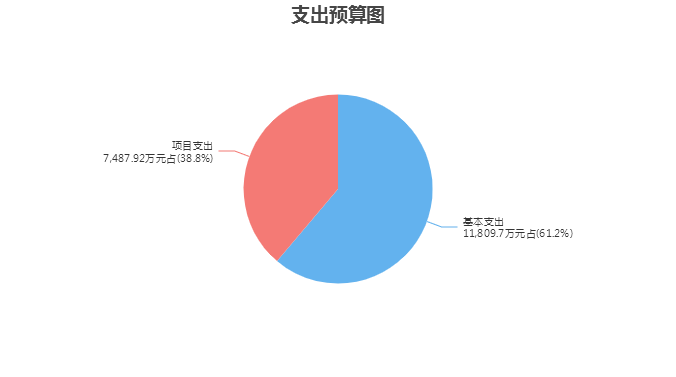 支出预算图
项目支出
7,487.92万元占(38.8%)
基本支出
11,809.7万元占(61.2%)